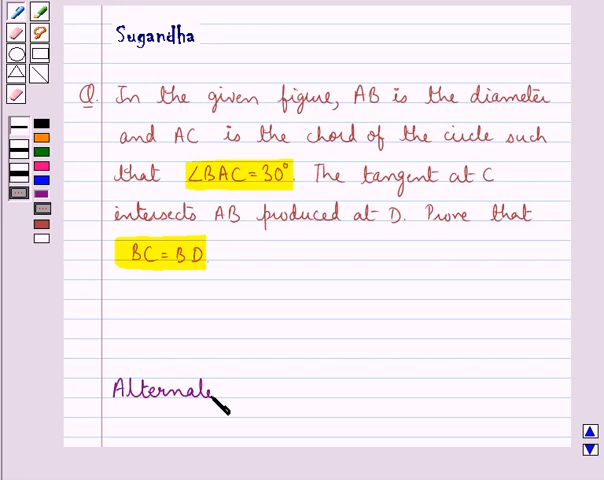 Sugandha
Q. In the given figure, AB is the diameter
and AC is the chord of the circle such
that ∠BAC = 30°. The tangent at C
intersects AB produced at D. Prove that
BC = BD.
Alternate